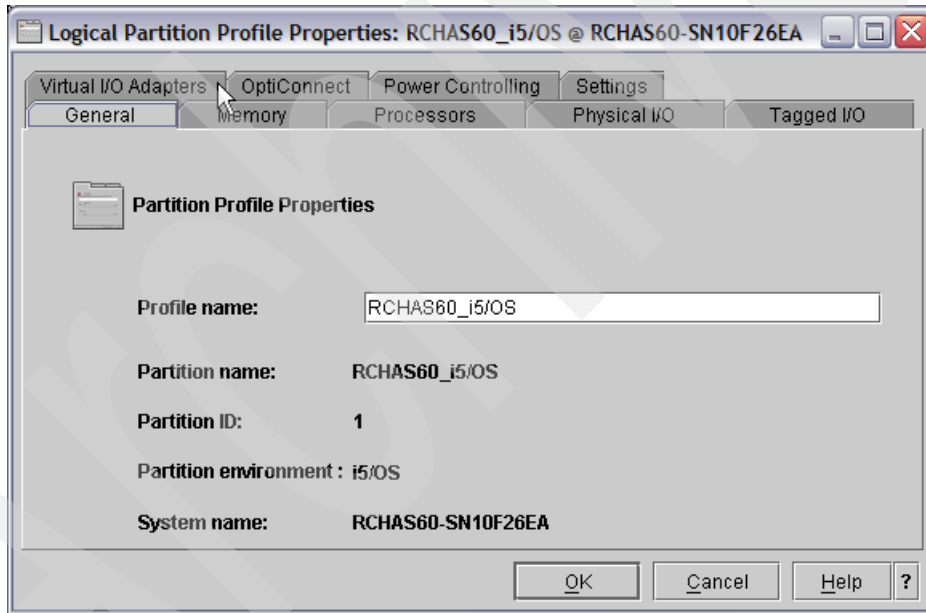 Logical Partition Profile Properties: RCHAS60_i5/OS @ RCHAS60-SN10F26EA
Virtual I/O Adapters OptiConnect Power Controlling Settings
General Memory Processors Physical I/O Tagged I/O
Partition Profile Properties
Profile name: RCHAS60_i5/OS
Partition name: RCHAS60_i5/OS
Partition ID: 1
Partition environment : i5/OS
System name: RCHAS60-SN10F26EA
OK Cancel Help ?